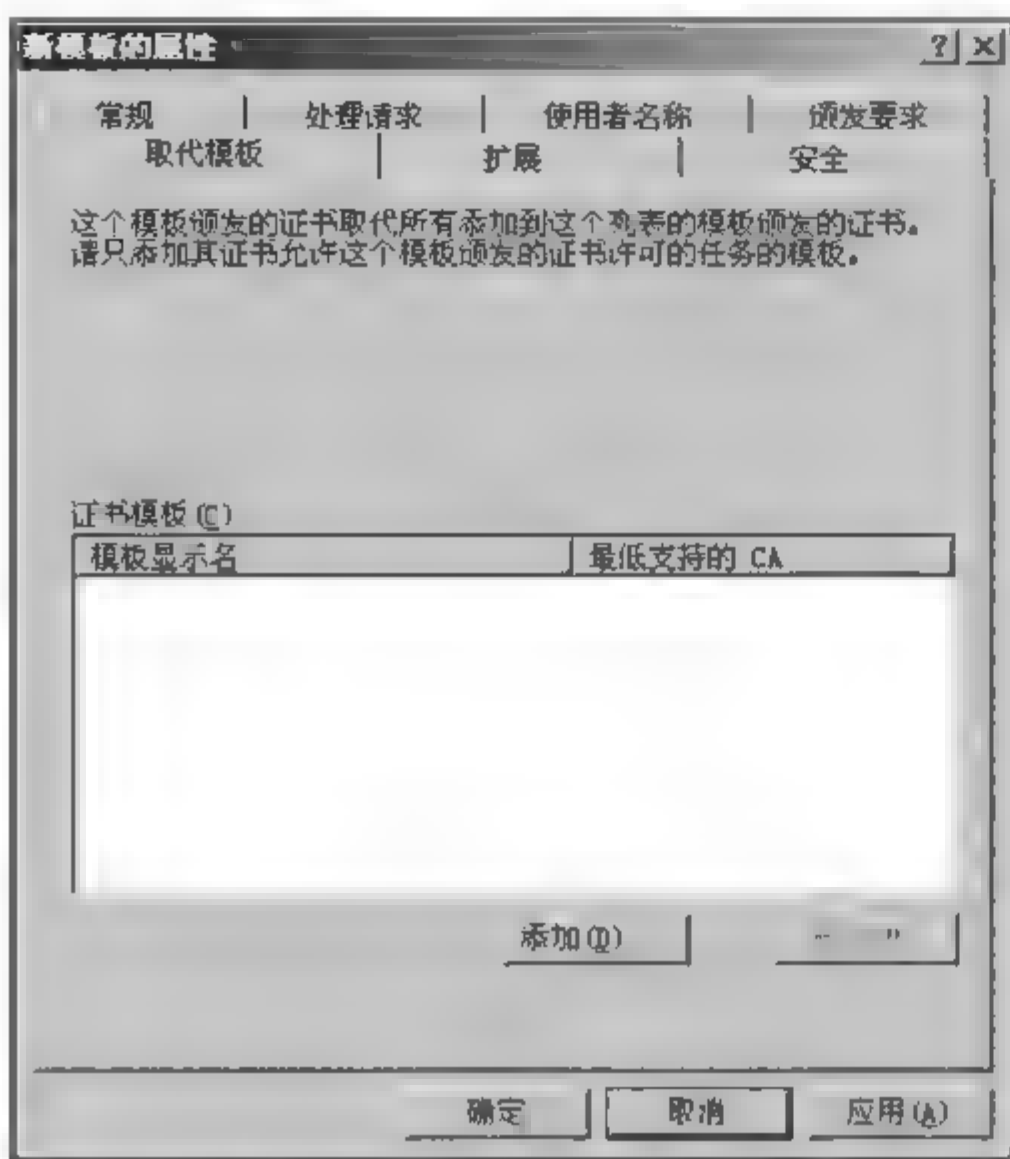 新模板的属性
常规 处理请求 使用者名称 颁发要求
取代模板 扩展 安全
这个模板颁发的证书取代所有添加到这个列表的模板颁发的证书。
请只添加其证书允许这个模板颁发的证书许可的任务的模板。
证书模板(C)
模板显示名 最低支持的 CA
添加(D)
确定 取消 应用(A)